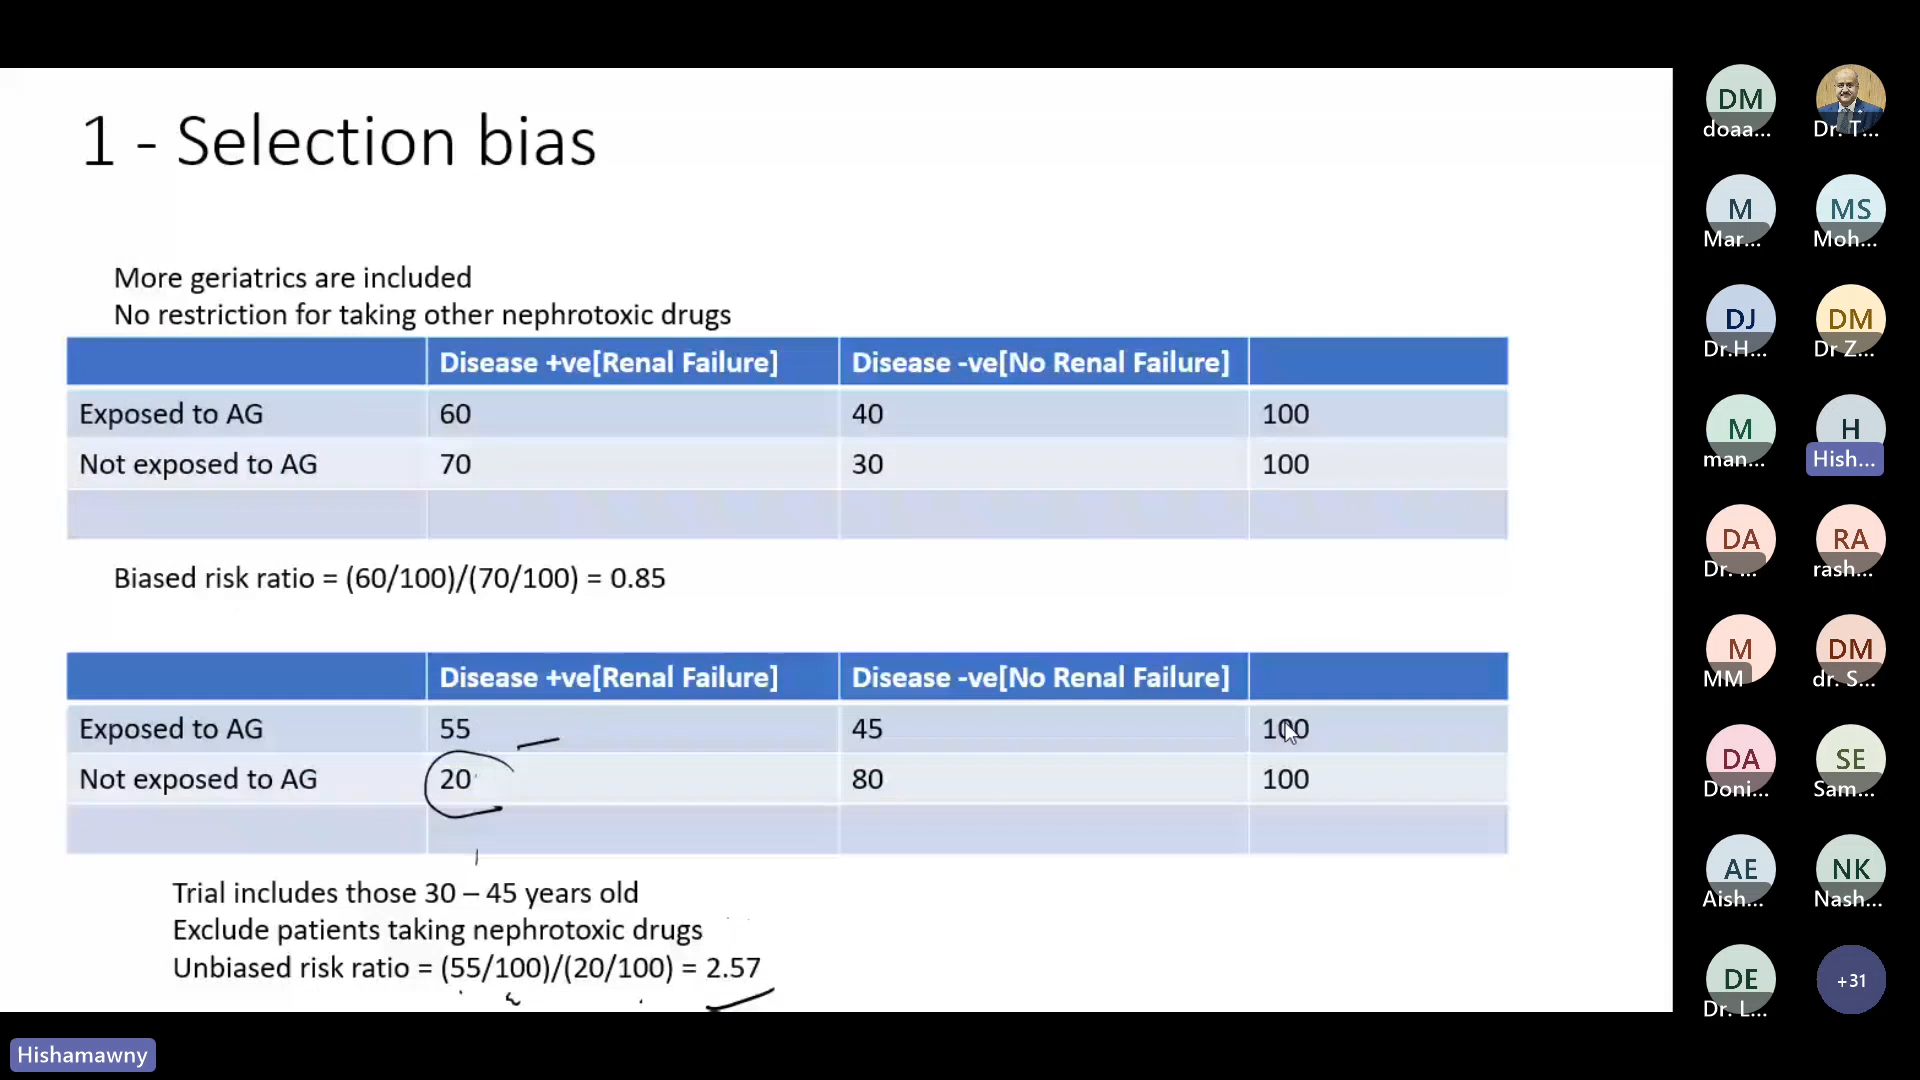 1 - Selection bias
More geriatrics are included
No restriction for taking other nephrotoxic drugs
Disease +ve[Renal Failure] Disease -ve[No Renal Failure]
Exposed to AG 60 40 100
Not exposed to AG 70 30 100
Biased risk ratio = (60/100)/(70/100) = 0.85
Disease +ve[Renal Failure] Disease -ve[No Renal Failure]
Exposed to AG 55 45 100
Not exposed to AG 20 80 100
Trial includes those 30 – 45 years old
Exclude patients taking nephrotoxic drugs
Unbiased risk ratio = (55/100)/(20/100) = 2.57
Hishamawny
DM
doaa...
Dr. T...
M
Mar...
MS
Moh...
DJ
Dr.H...
DM
Dr Z...
M
man...
H
Hish...
DA
Dr. ...
RA
rash...
M
MM
DM
dr. S...
DA
Doni...
SE
Sam...
AE
Aish...
NK
Nash...
DE
Dr. L...
+31